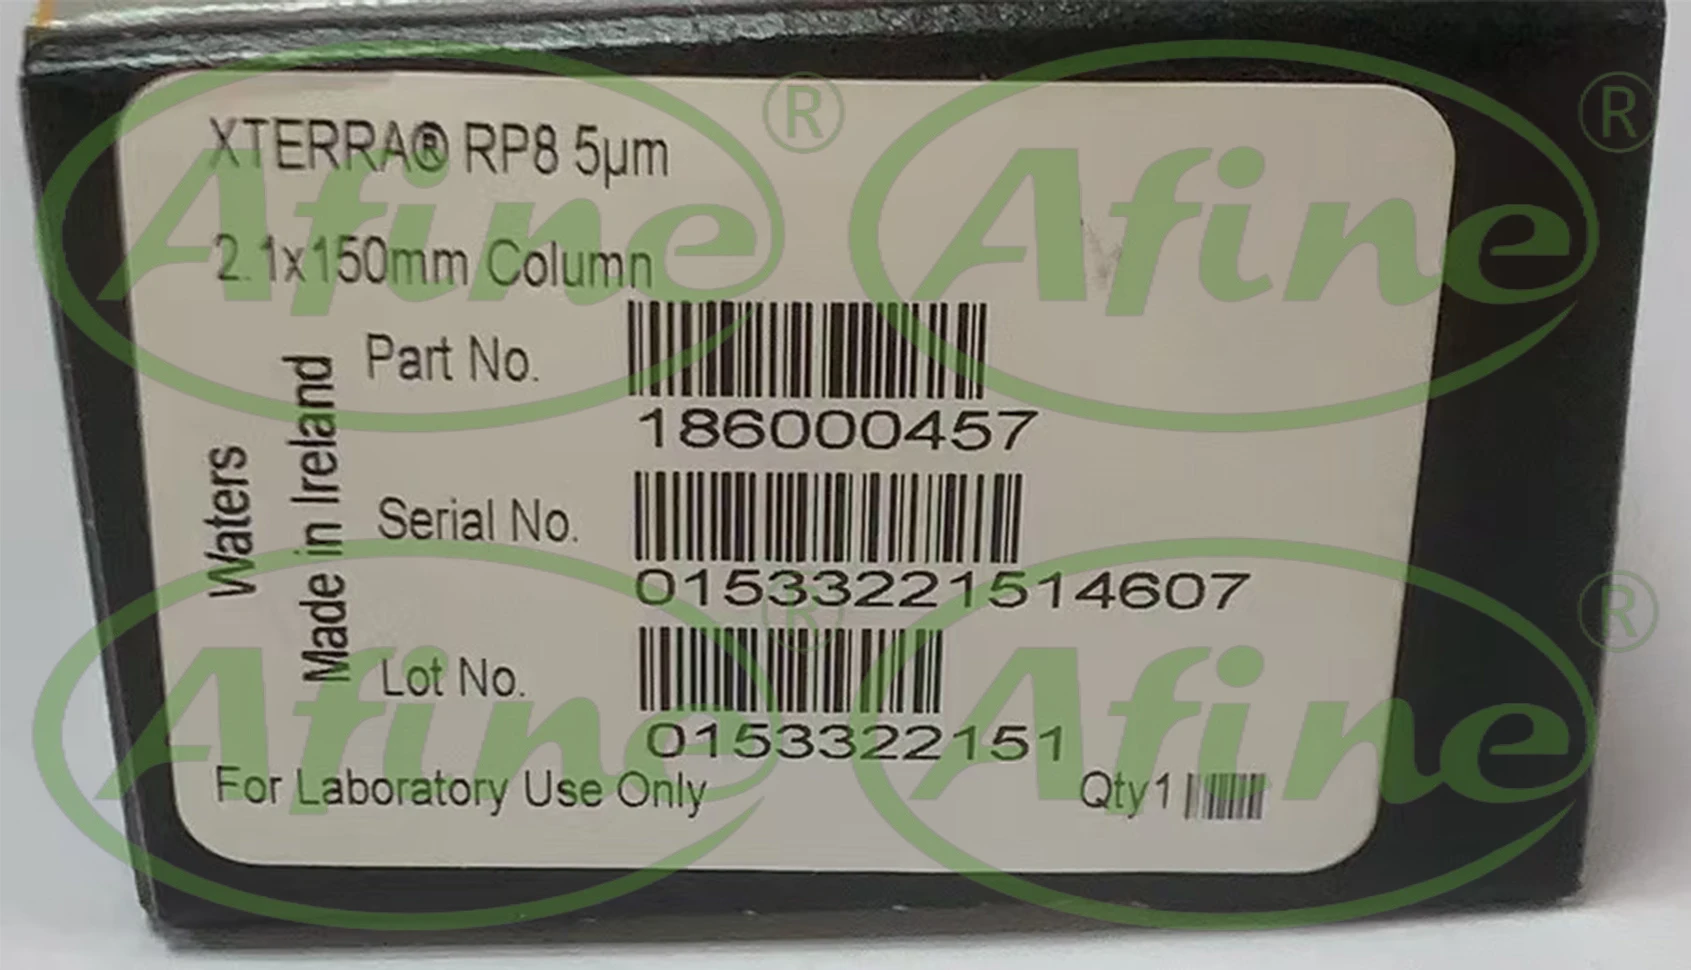 XTERRA® RP8 5µm
2.1x150mm Column
Part No.
186000457
Serial No.
01533221514607
Lot No.
0153322151
Waters
Made in Ireland
For Laboratory Use Only
Qty 1
Afine ®
Afine ®
Afine ®
Afine ®